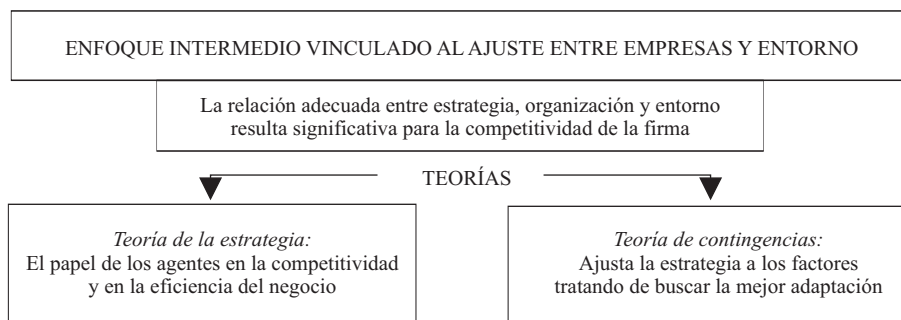 ENFOQUE INTERMEDIO VINCULADO AL AJUSTE ENTRE EMPRESAS Y ENTORNO
La relación adecuada entre estrategia, organización y entorno
resulta significativa para la competitividad de la firma
TEORÍAS
Teoría de la estrategia:
El papel de los agentes en la competitividad
y en la eficiencia del negocio
Teoría de contingencias:
Ajusta la estrategia a los factores
tratando de buscar la mejor adaptación